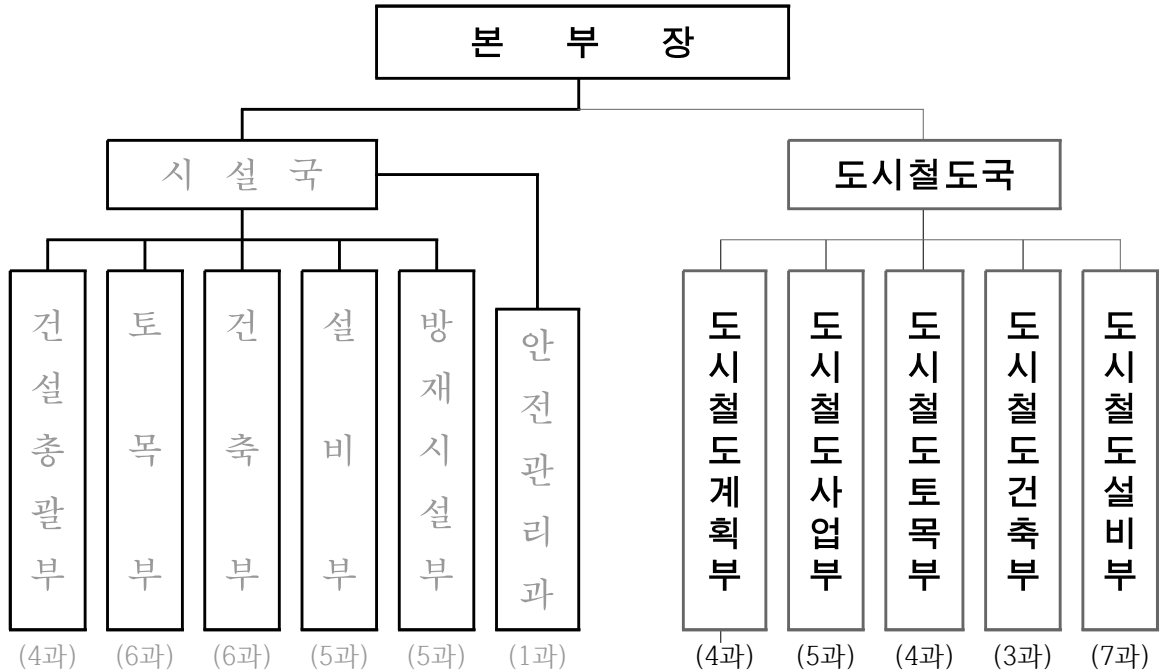 본 부 장
시 설 국
도시철도국
건설총괄부
토목부
건축부
설비부
방재시설부
안전관리과
도시철도계획부
도시철도사업부
도시철도토목부
도시철도건축부
도시철도설비부
(4과) (6과) (6과) (5과) (5과) (1과) (4과) (5과) (4과) (3과) (7과)